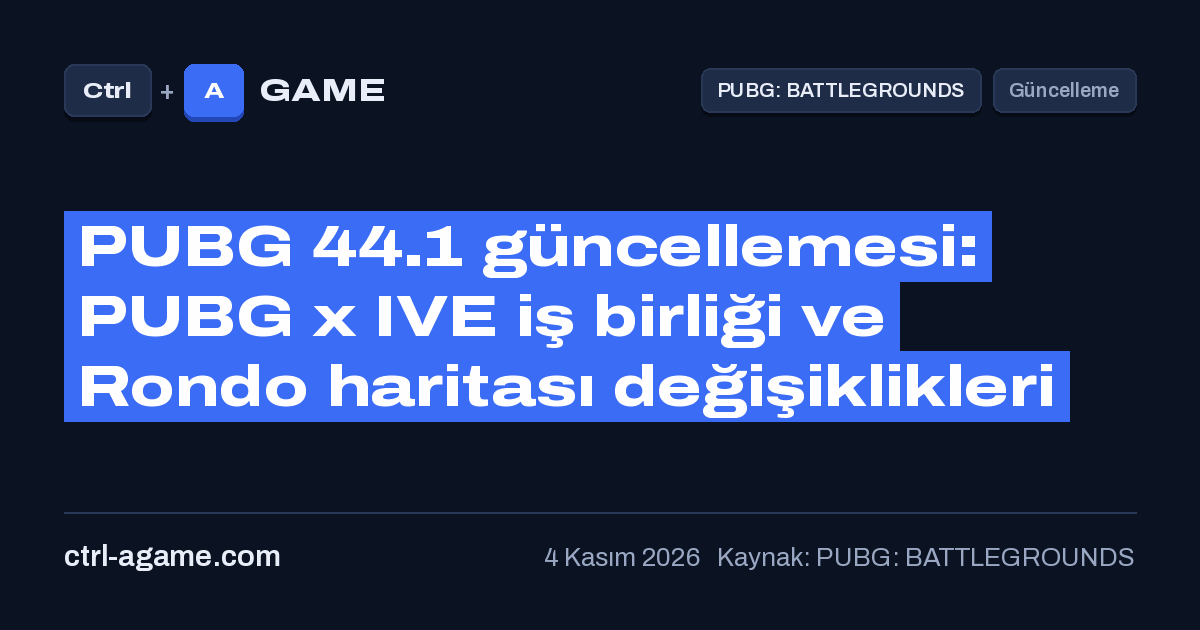 Ctrl + A GAME
PUBG: BATTLEGROUNDS
Güncelleme
PUBG 44.1 güncellemesi:
PUBG x IVE iş birliği ve
Rondo haritası değişiklikleri
ctrl-agame.com
4 Kasım 2026 Kaynak: PUBG: BATTLEGROUNDS